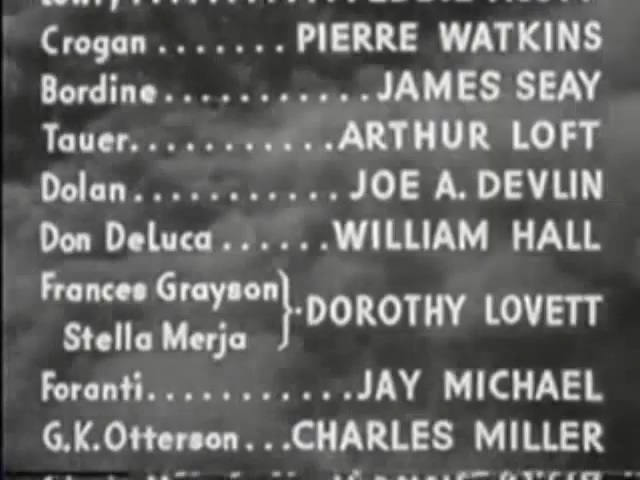 Crogan.......PIERRE WATKINS
Bordine............JAMES SEAY
Tauer............ARTHUR LOFT
Dolan............JOE A. DEVLIN
Don DeLuca......WILLIAM HALL
Frances Grayson
Stella Merja } .DOROTHY LOVETT
Foranti............JAY MICHAEL
G.K.Otterson...CHARLES MILLER